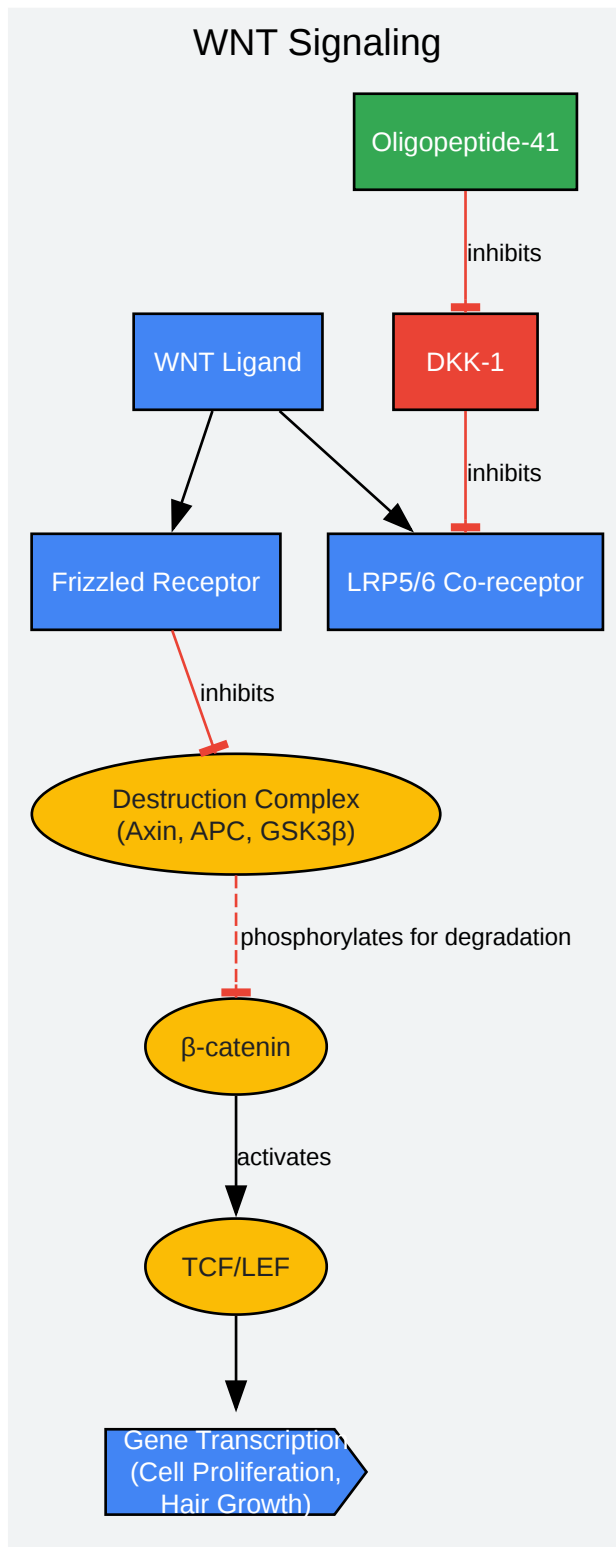 WNT Signaling
Oligopeptide-41
inhibits
WNT Ligand
DKK-1
inhibits
Frizzled Receptor
LRP5/6 Co-receptor
inhibits
Destruction Complex
(Axin, APC, GSK3β)
phosphorylates for degradation
β-catenin
activates
TCF/LEF
Gene Transcription
(Cell Proliferation,
Hair Growth)